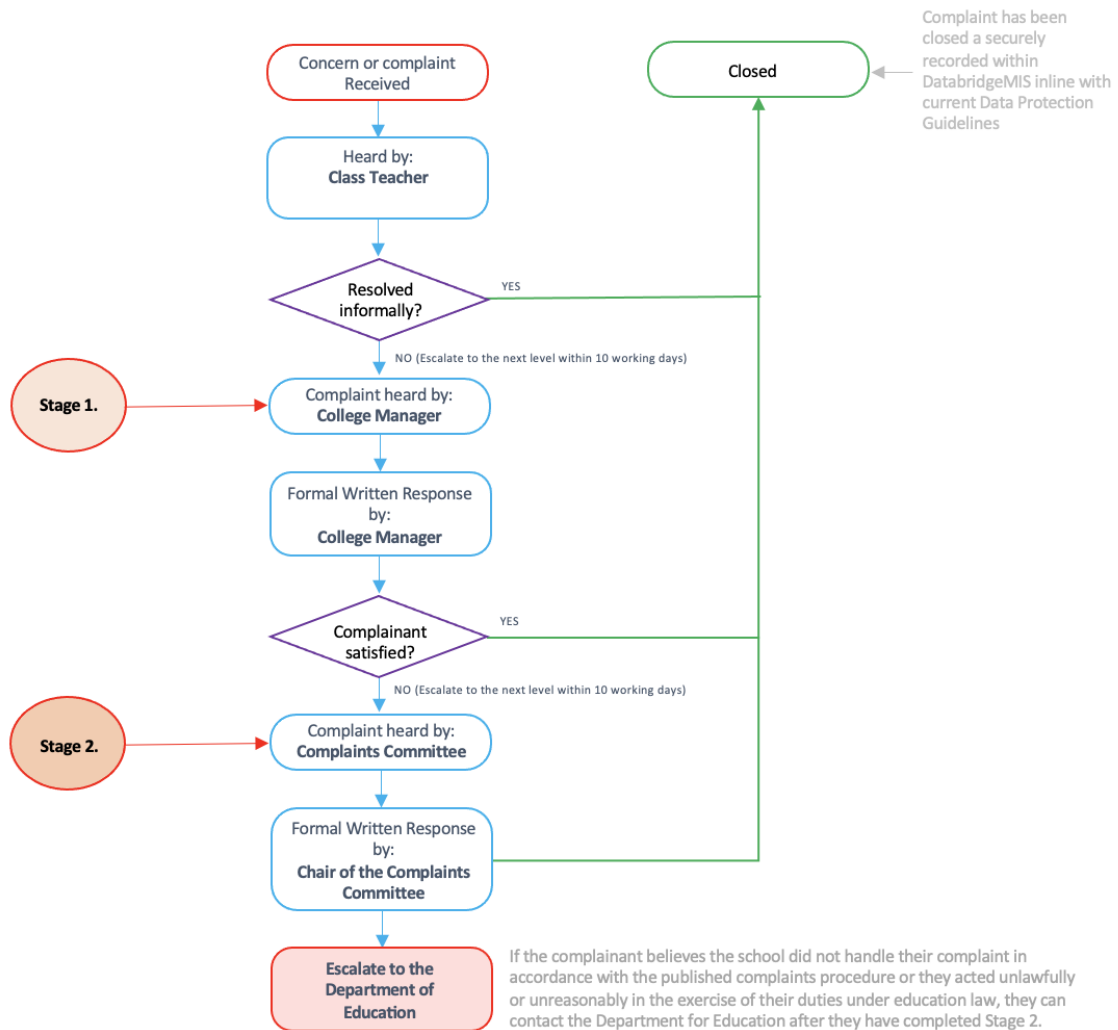 Concern or complaint
Received
Closed
Complaint has been
closed a securely
recorded within
DatabridgeMIS inline with
current Data Protection
Guidelines
Heard by:
Class Teacher
Resolved
informally?
YES
NO (Escalate to the next level within 10 working days)
Stage 1.
Complaint heard by:
College Manager
Formal Written Response
by:
College Manager
Complainant
satisfied?
YES
NO (Escalate to the next level within 10 working days)
Stage 2.
Complaint heard by:
Complaints Committee
Formal Written Response
by:
Chair of the Complaints
Committee
Escalate to the
Department of
Education
If the complainant believes the school did not handle their complaint in
accordance with the published complaints procedure or they acted unlawfully
or unreasonably in the exercise of their duties under education law, they can
contact the Department for Education after they have completed Stage 2.